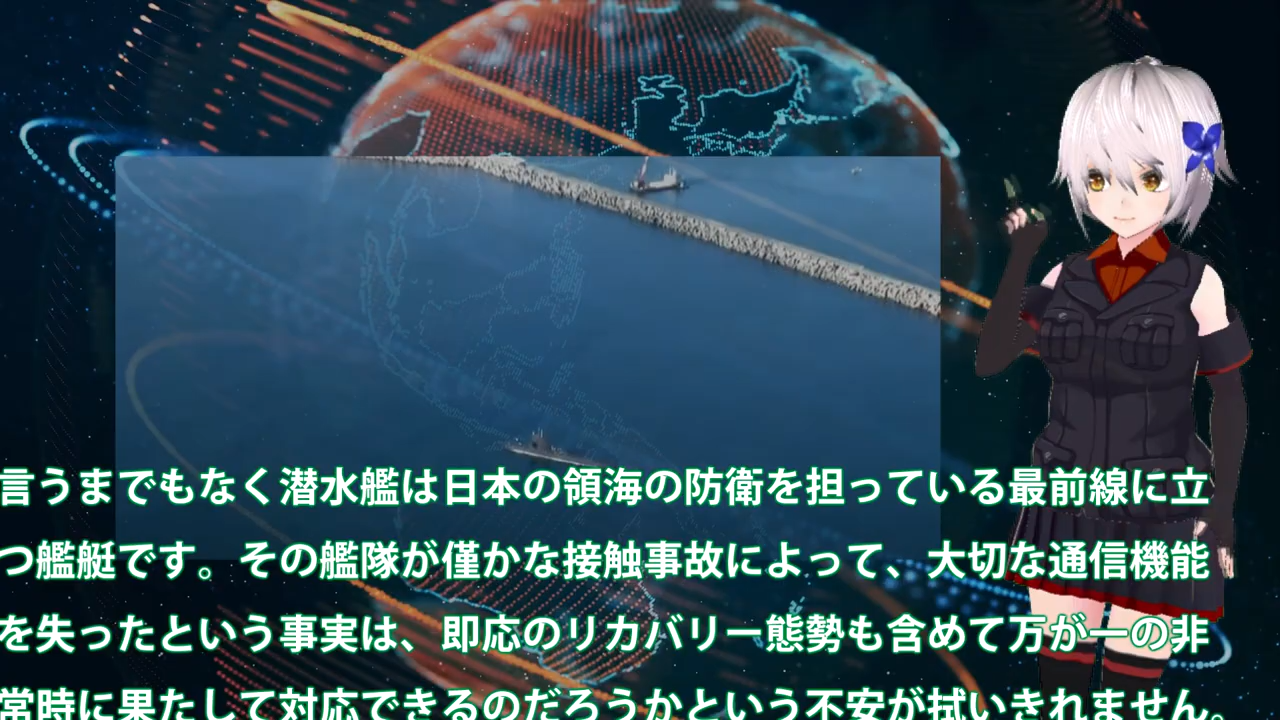 言うまでもなく潜水艦は日本の領海の防衛を担っている最前線に立
つ艦艇です。その艦隊が僅かな接触事故によって、大切な通信機能
を失ったという事実は、即応のリカバリー態勢も含めて万が一の非
常時に果たして対応できるのだろうかという不安が拭いきれません。